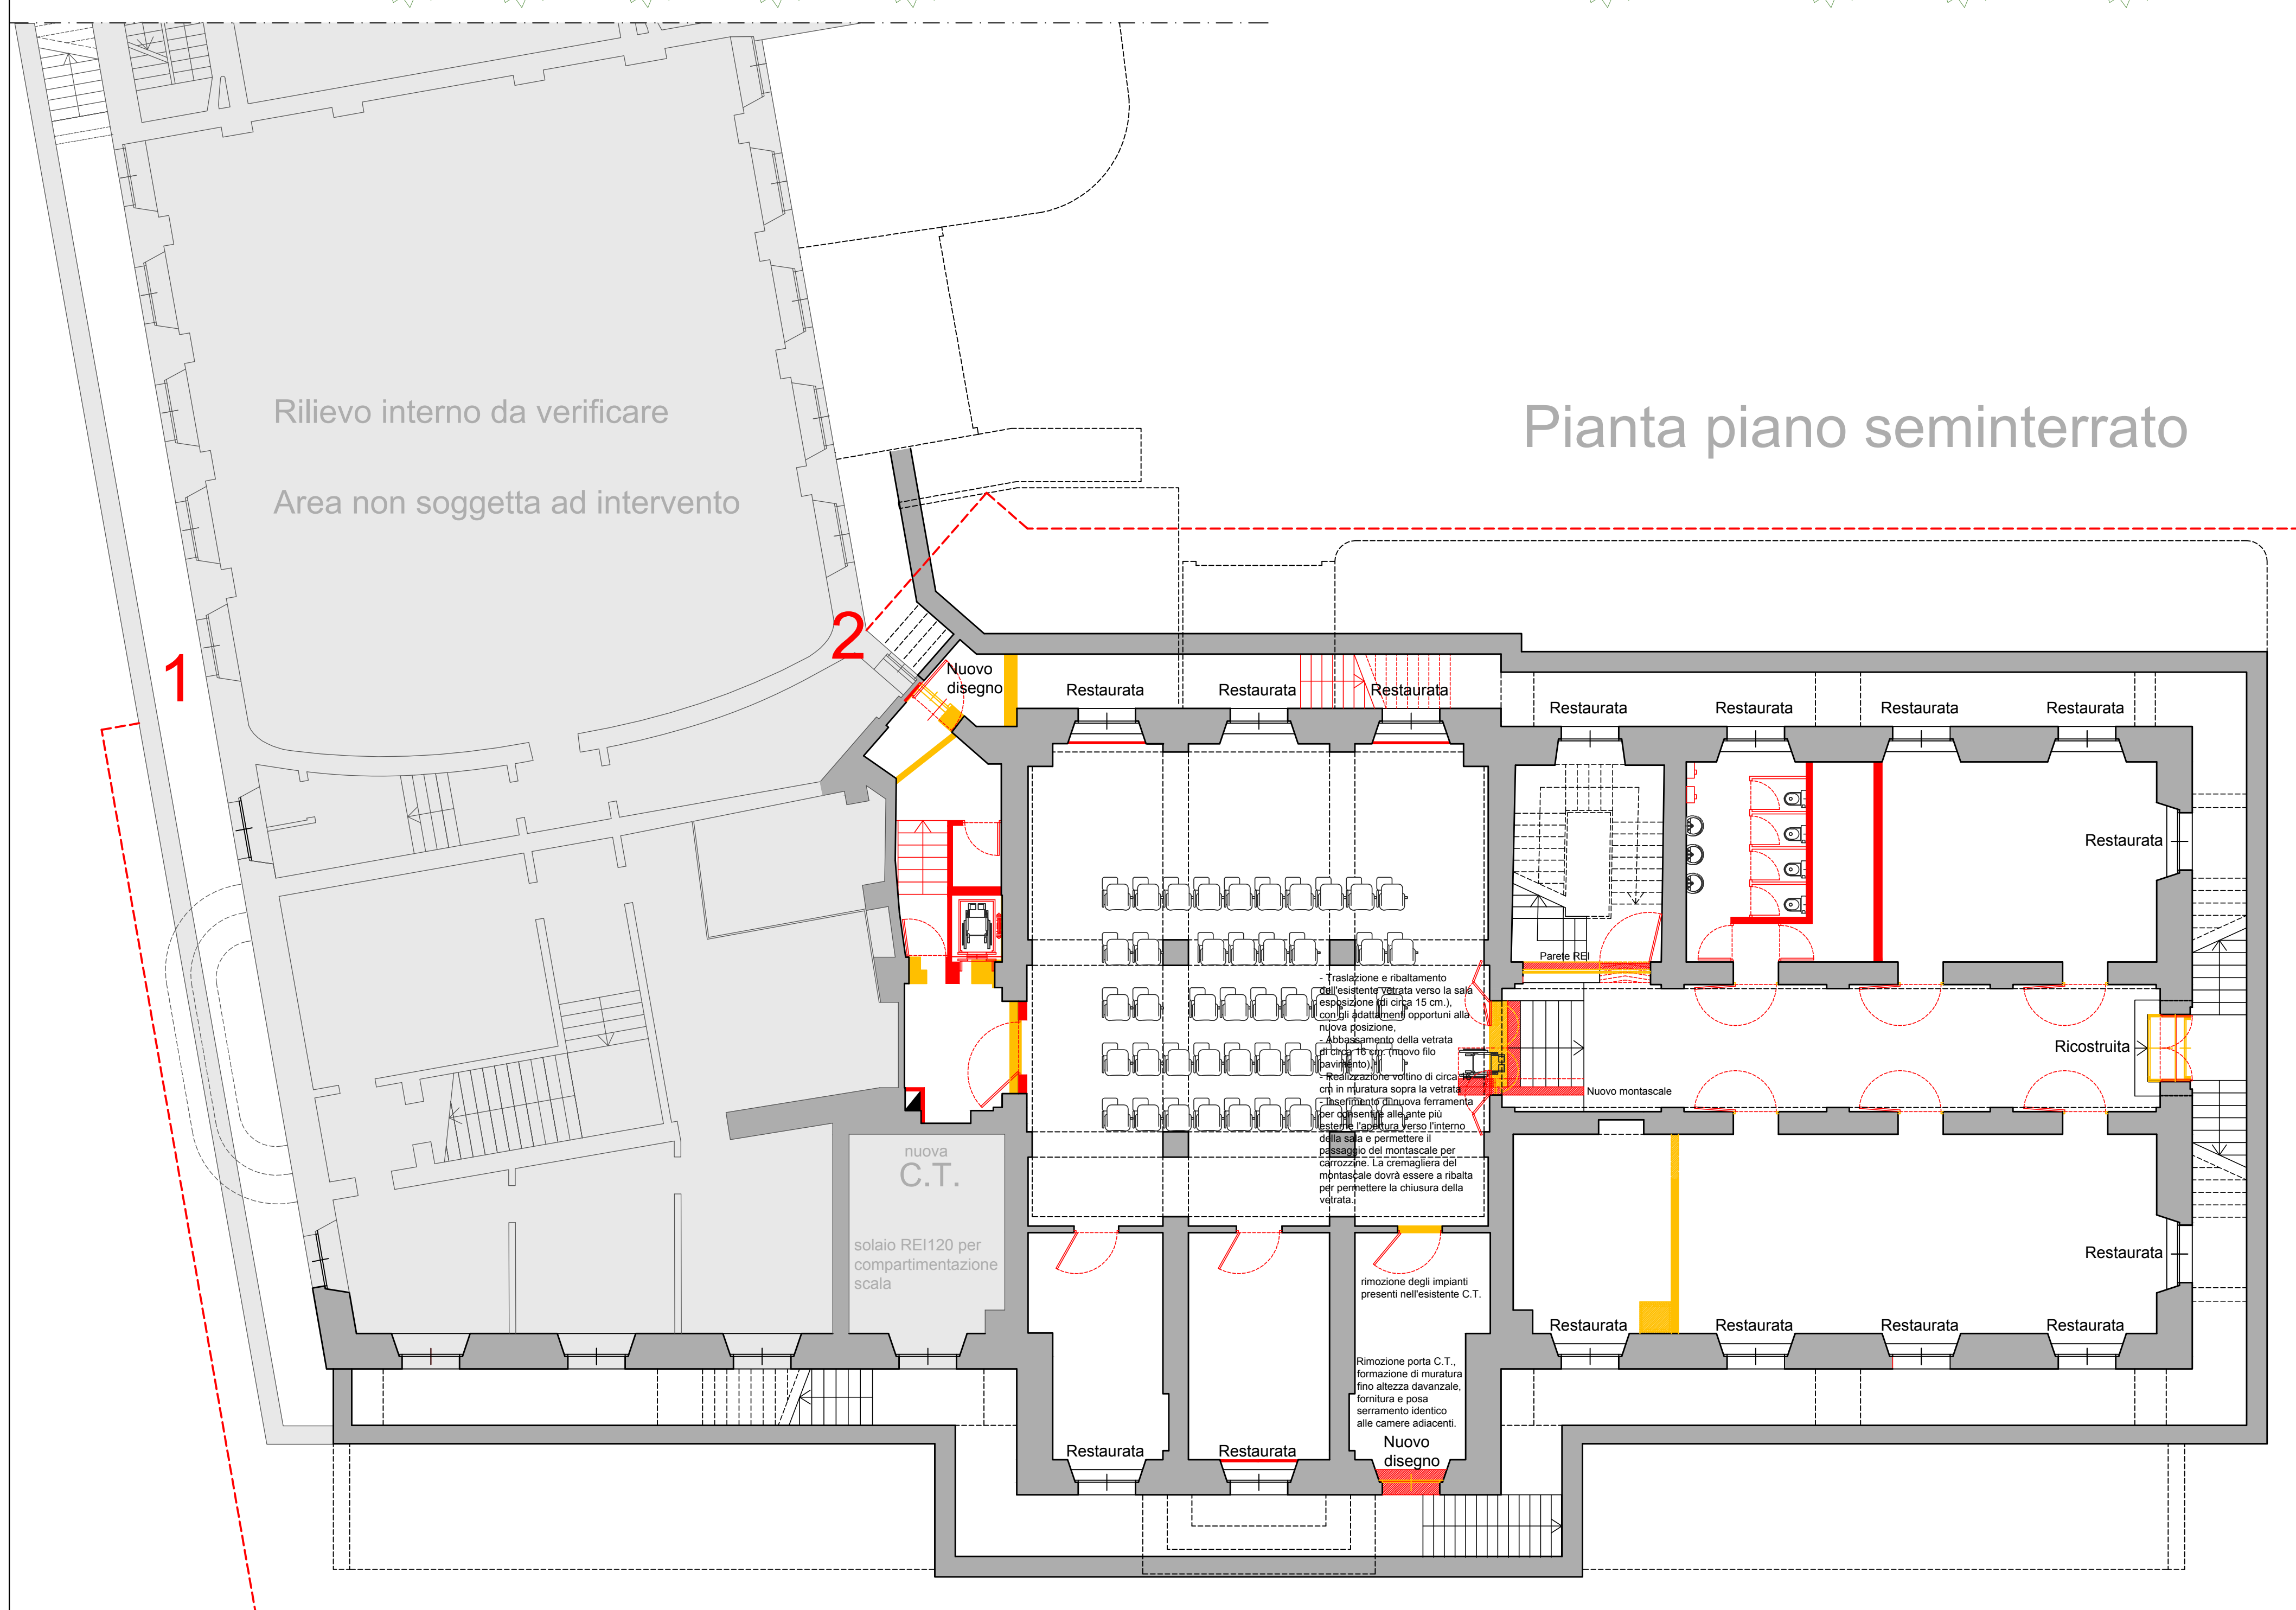 Pianta piano seminterrato
Rilievo interno da verificare
Area non soggetta ad intervento
1
2
Nuovo
disegno
Restaurata
Restaurata
Restaurata
Restaurata
Restaurata
Restaurata
Restaurata
Restaurata
Parete REI
- Traslazione e ribaltamento
dell'esistente vetrata verso la sala
esposizione (di circa 15 cm.),
con gli adattamenti opportuni alla
nuova posizione,
- Abbassamento della vetrata
di circa 16 cm. (nuovo filo
pavimento),
- Realizzazione voltino di circa
cm in muratura sopra la vetrata
- Inserimento di nuova ferramenta
per consentire alle ante più
esterne l'apertura verso l'interno
della sala e permettere il
passaggio del montascale per
carrozzine. La cremagliera del
montascale dovrà essere a ribalta
per permettere la chiusura della
vetrata.
Ricostruita
Nuovo montascale
nuova
C.T.
solaio REI120 per
compartimentazione
scala
rimozione degli impianti
presenti nell'esistente C.T.
Restaurata
Restaurata
Restaurata
Restaurata
Restaurata
Rimozione porta C.T.,
formazione di muratura
fino altezza davanzale,
fornitura e posa
serramento identico
alle camere adiacenti.
Restaurata
Restaurata
Nuovo
disegno